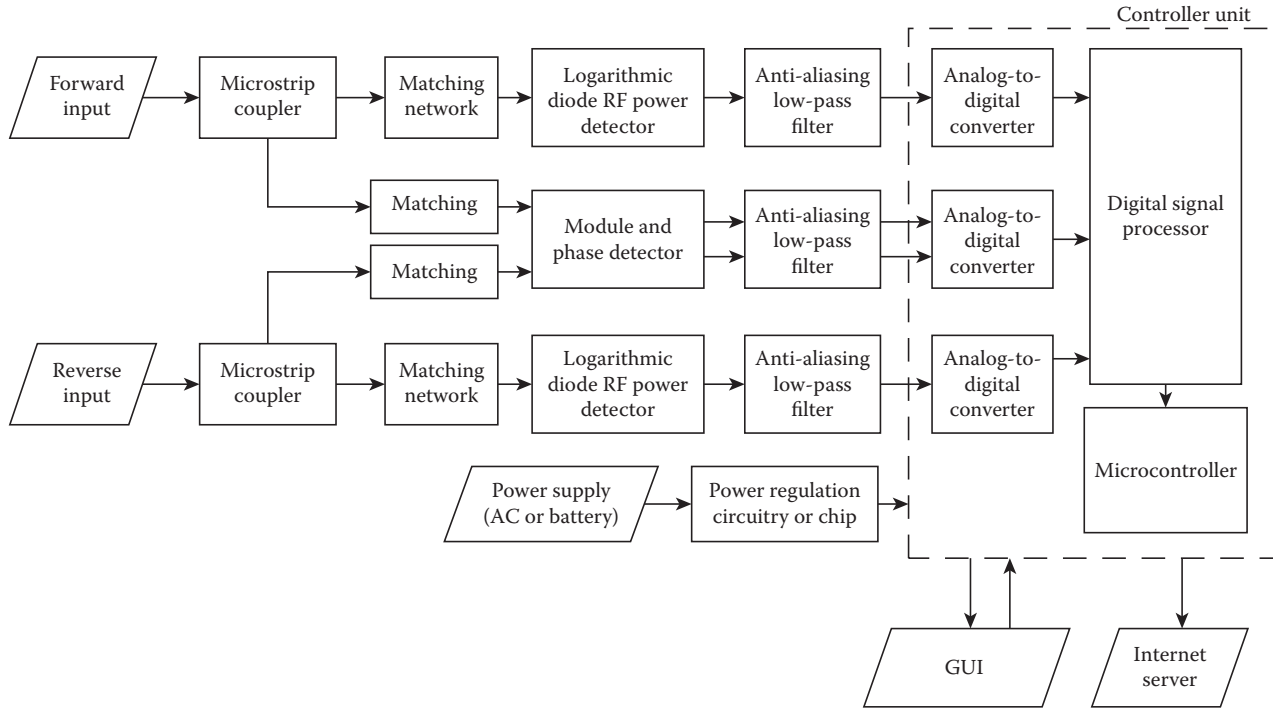 Controller unit
Forward
input
Microstrip
coupler
Matching
network
Logarithmic
diode RF power
detector
Anti-aliasing
low-pass
filter
Analog-to-
digital
converter
Digital signal
processor
Matching
Matching
Module and
phase detector
Anti-aliasing
low-pass
filter
Analog-to-
digital
converter
Reverse
input
Microstrip
coupler
Matching
network
Logarithmic
diode RF power
detector
Anti-aliasing
low-pass
filter
Analog-to-
digital
converter
Microcontroller
Power supply
(AC or battery)
Power regulation
circuitry or chip
GUI
Internet
server